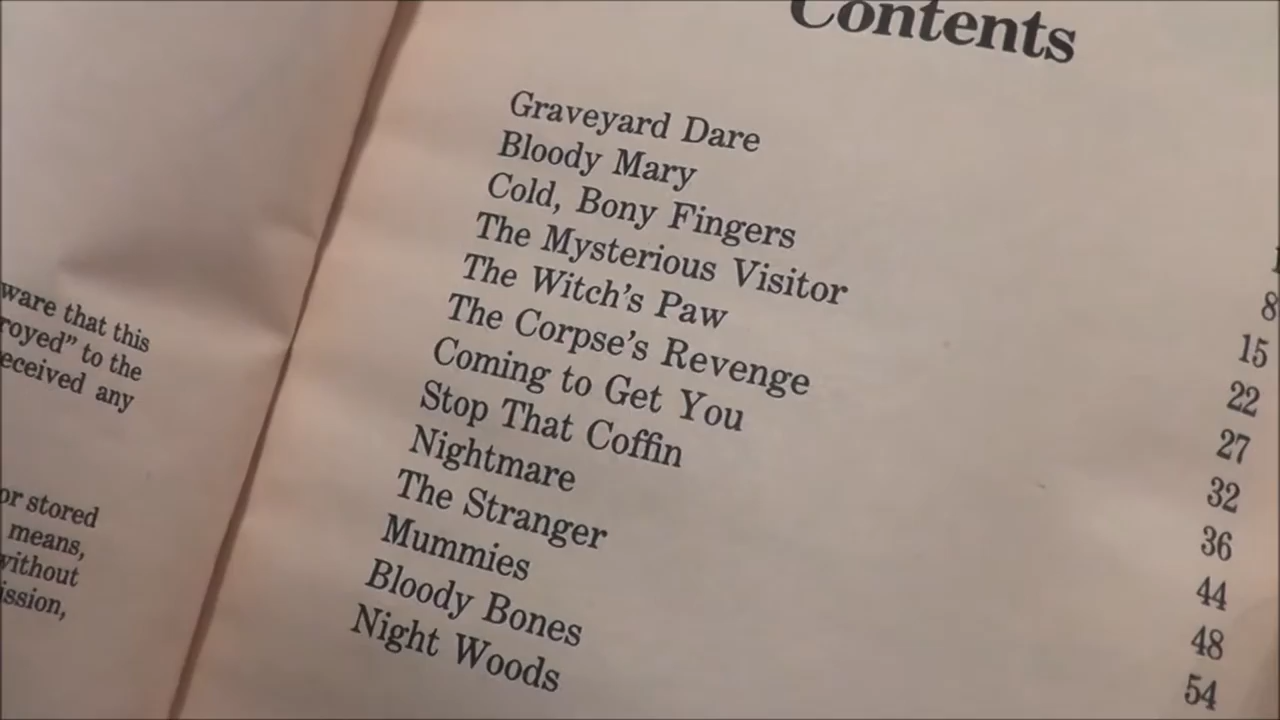 ware that this
royed" to the
eceived any
or stored
means,
without
ission,
Contents
Graveyard Dare
Bloody Mary
Cold, Bony Fingers
The Mysterious Visitor
The Witch's Paw
The Corpse's Revenge
Coming to Get You
Stop That Coffin
Nightmare
The Stranger
Mummies
Bloody Bones
Night Woods
8
15
22
27
32
36
44
48
54